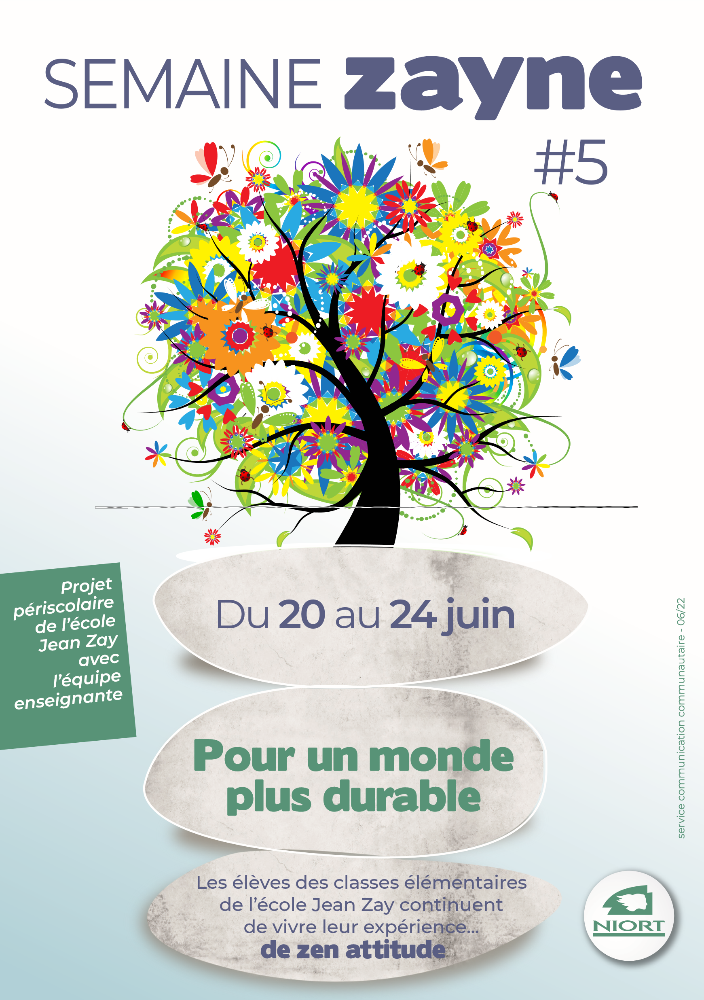 SEMAINE zayne
#5
Projet
périscolaire
de l’école
Jean Zay
avec
l’équipe
enseignante
Du 20 au 24 juin
Pour un monde
plus durable
Les élèves des classes élémentaires
de l’école Jean Zay continuent
de vivre leur expérience...
de zen attitude
service communication communautaire - 06/22
NIORT